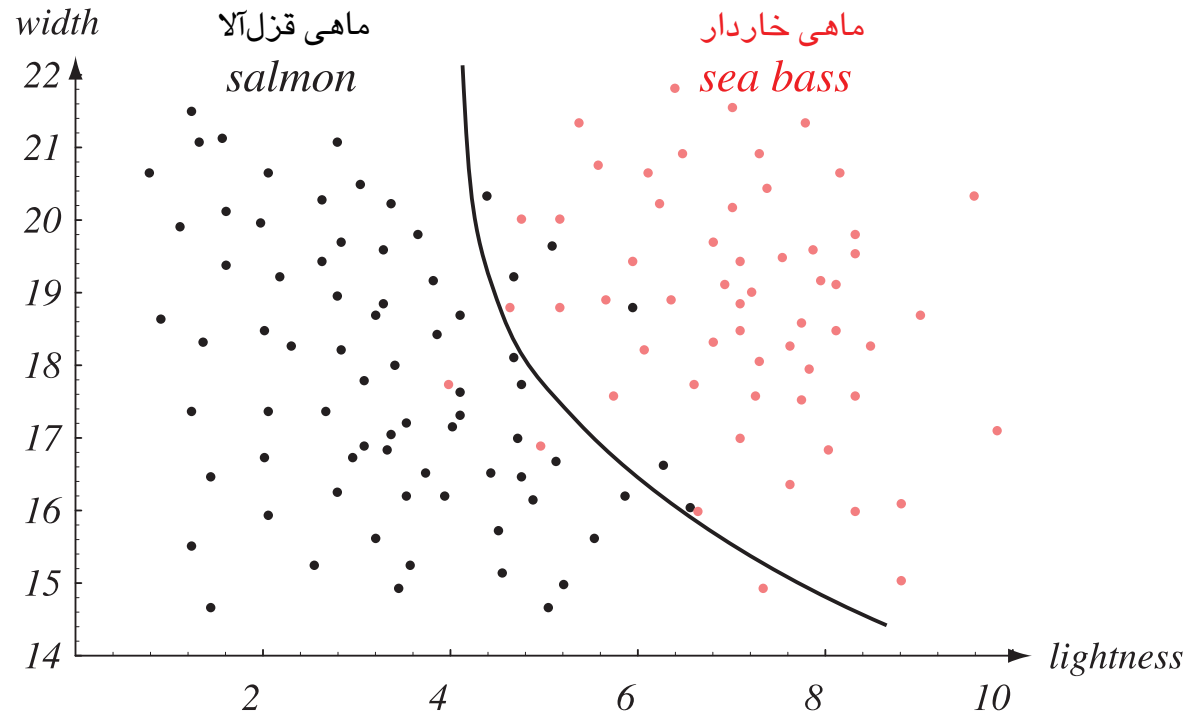 width
ماهی قزل‌آلا
salmon
ماهی خاردار
sea bass
22
21
20
19
18
17
16
15
14
2
4
6
8
10
lightness